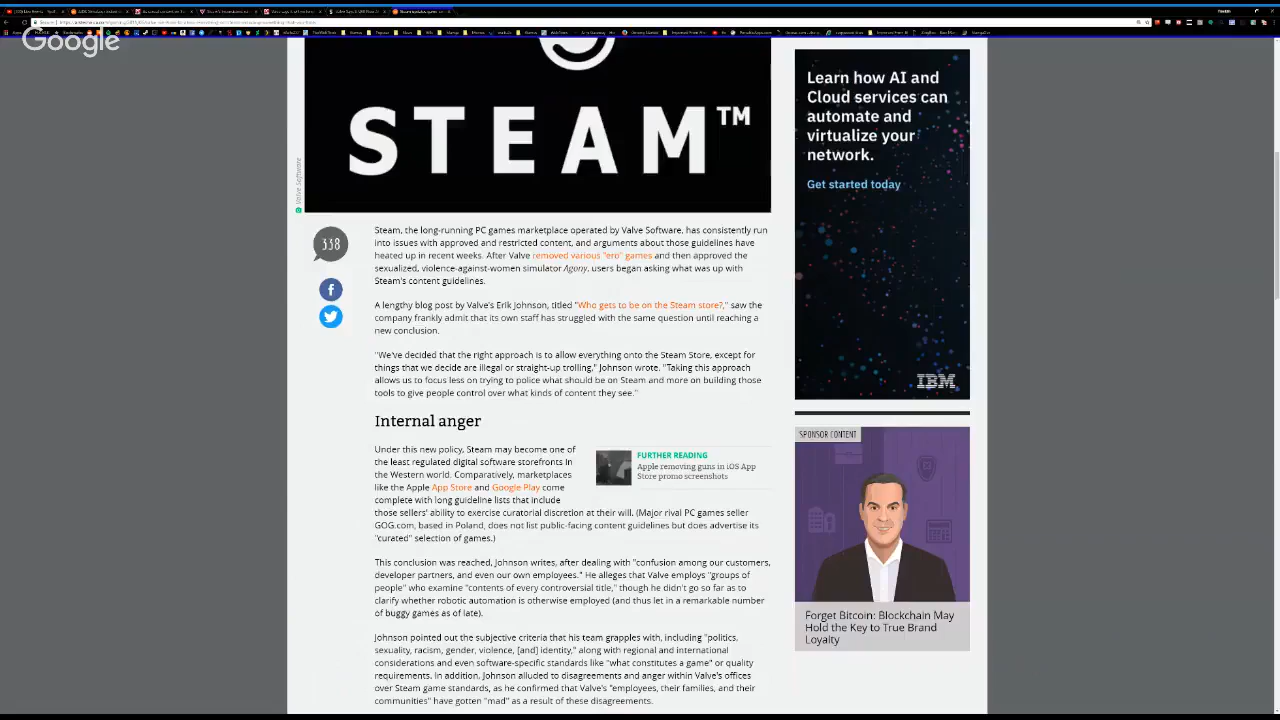 Google
STEAM™
Valve Software
338
Steam, the long-running PC games marketplace operated by Valve Software, has consistently run
into issues with approved and restricted content, and arguments about those guidelines have
heated up in recent weeks. After Valve removed various "ero" games and then approved the
sexualized, violence-against-women simulator Agony, users began asking what was up with
Steam's content guidelines.
A lengthy blog post by Valve's Erik Johnson, titled "Who gets to be on the Steam store?," saw the
company frankly admit that its own staff has struggled with the same question until reaching a
new conclusion.
"We've decided that the right approach is to allow everything onto the Steam Store, except for
things that we decide are illegal or straight-up trolling," Johnson wrote. "Taking this approach
allows us to focus less on trying to police what should be on Steam and more on building those
tools to give people control over what kinds of content they see."
Internal anger
Under this new policy, Steam may become one of
the least regulated digital software storefronts in
the Western world. Comparatively, marketplaces
like the Apple App Store and Google Play come
complete with long guideline lists that include
those sellers' ability to exercise curatorial discretion at their will. (Major rival PC games seller
GOG.com, based in Poland, does not list public-facing content guidelines but does advertise its
"curated" selection of games.)
FURTHER READING
Apple removing guns in iOS App
Store promo screenshots
This conclusion was reached, Johnson writes, after dealing with "confusion among our customers,
developer partners, and even our own employees." He alleges that Valve employs "groups of
people" who examine "contents of every controversial title," though he didn't go so far as to
clarify whether robotic automation is otherwise employed (and thus let in a remarkable number
of buggy games as of late).
Johnson pointed out the subjective criteria that his team grapples with, including "politics,
sexuality, racism, gender, violence, [and] identity," along with regional and international
considerations and even software-specific standards like "what constitutes a game" or quality
requirements. In addition, Johnson alluded to disagreements and anger within Valve's offices
over Steam game standards, as he confirmed that Valve's "employees, their families, and their
communities" have gotten "mad" as a result of these disagreements.
Learn how AI and
Cloud services can
automate and
virtualize your
network.
Get started today
IBM
SPONSOR CONTENT
Forget Bitcoin: Blockchain May
Hold the Key to True Brand
Loyalty